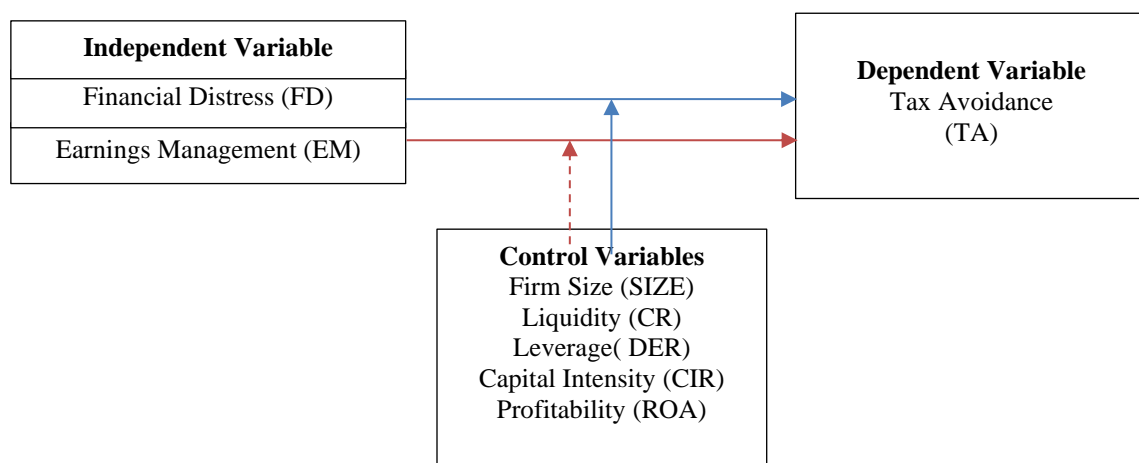 Independent Variable
Financial Distress (FD)
Earnings Management (EM)
Dependent Variable
Tax Avoidance
(TA)
Control Variables
Firm Size (SIZE)
Liquidity (CR)
Leverage( DER)
Capital Intensity (CIR)
Profitability (ROA)